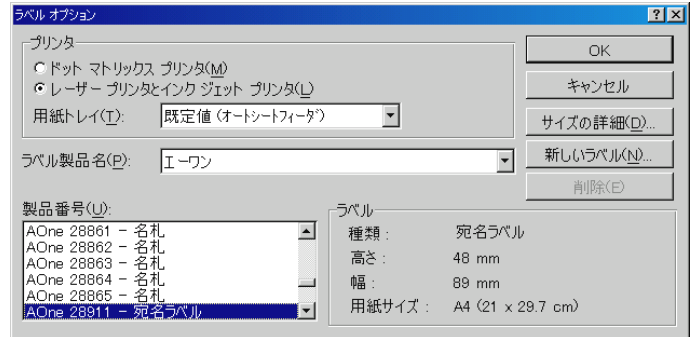 ラベル オプション
プリンタ
ドット マトリックス プリンタ(M)
レーザー プリンタとインク ジェット プリンタ(L)
用紙トレイ(T): 既定値 (オートシートフィーダ)
OK
キャンセル
サイズの詳細(D)...
新しいラベル(N)...
削除(E)
ラベル製品名(P): エーワン
製品番号(U):
AOne 28861 - 名札
AOne 28862 - 名札
AOne 28863 - 名札
AOne 28864 - 名札
AOne 28865 - 名札
AOne 28911 - 宛名ラベル
ラベル
種類 : 宛名ラベル
高さ : 48 mm
幅 : 89 mm
用紙サイズ : A4 (21 x 29.7 cm)